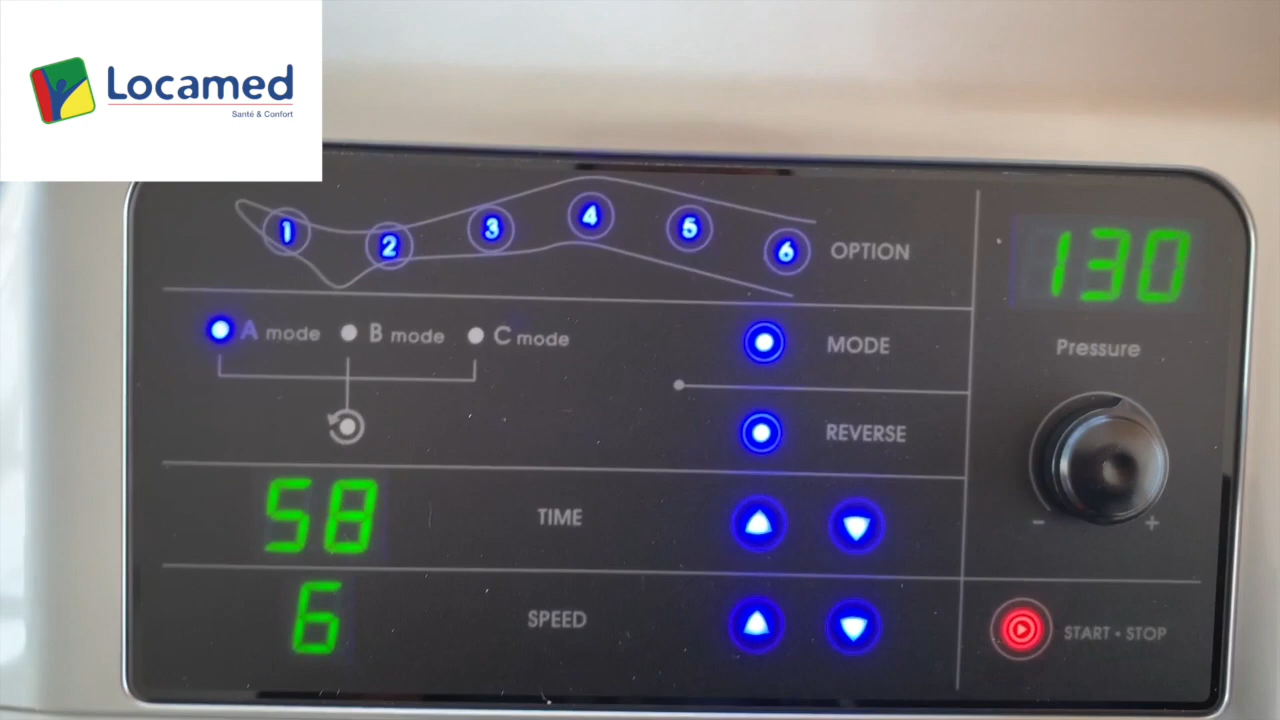 Locamed
Santé & Confort
1 2 3 4 5 6 OPTION
130
Pressure
A mode B mode C mode
MODE
REVERSE
- +
58 TIME
6 SPEED
START • STOP